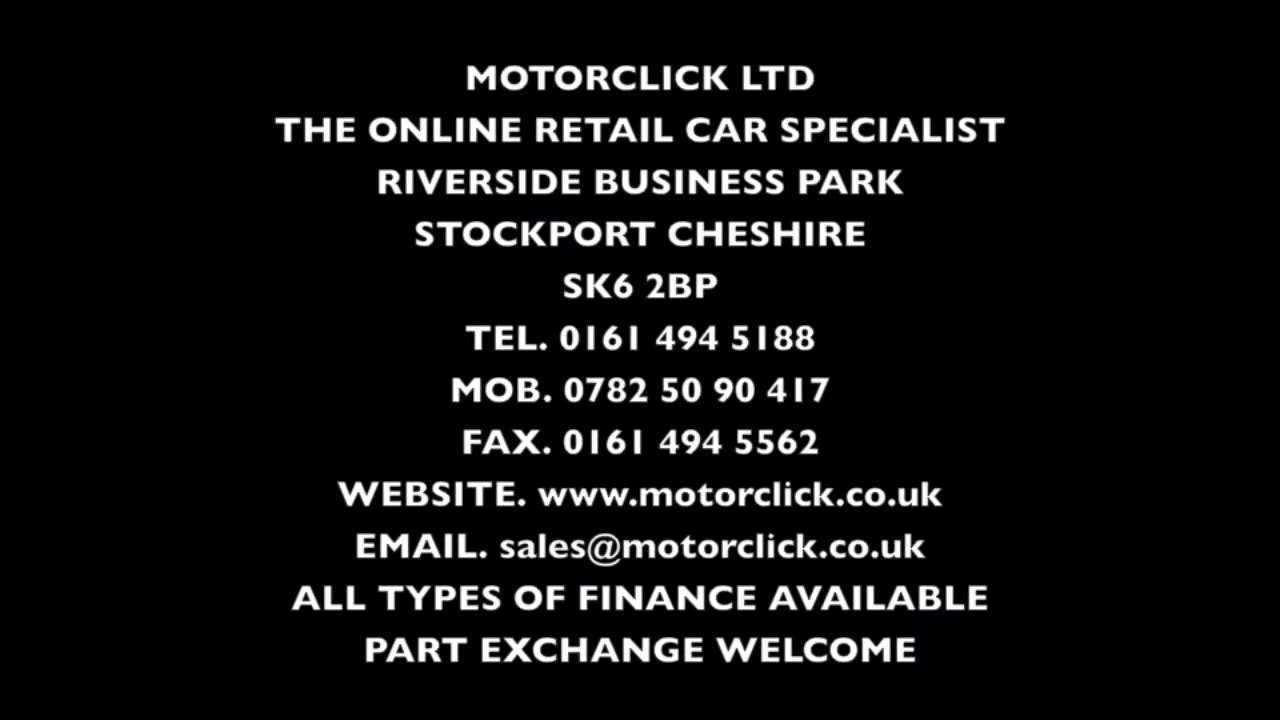 MOTORCLICK LTD
THE ONLINE RETAIL CAR SPECIALIST
RIVERSIDE BUSINESS PARK
STOCKPORT CHESHIRE
SK6 2BP
TEL. 0161 494 5188
MOB. 0782 50 90 417
FAX. 0161 494 5562
WEBSITE. www.motorclick.co.uk
EMAIL. sales@motorclick.co.uk
ALL TYPES OF FINANCE AVAILABLE
PART EXCHANGE WELCOME